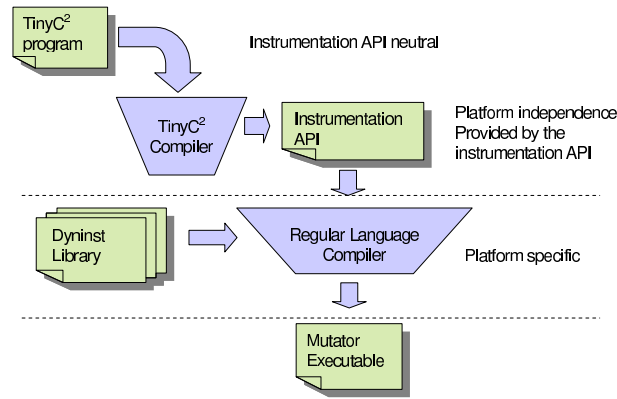 TinyC²
program
Instrumentation API neutral
TinyC²
Compiler
Instrumentation
API
Platform independence
Provided by the
instrumentation API
Dyninst
Library
Regular Language
Compiler
Platform specific
Mutator
Executable